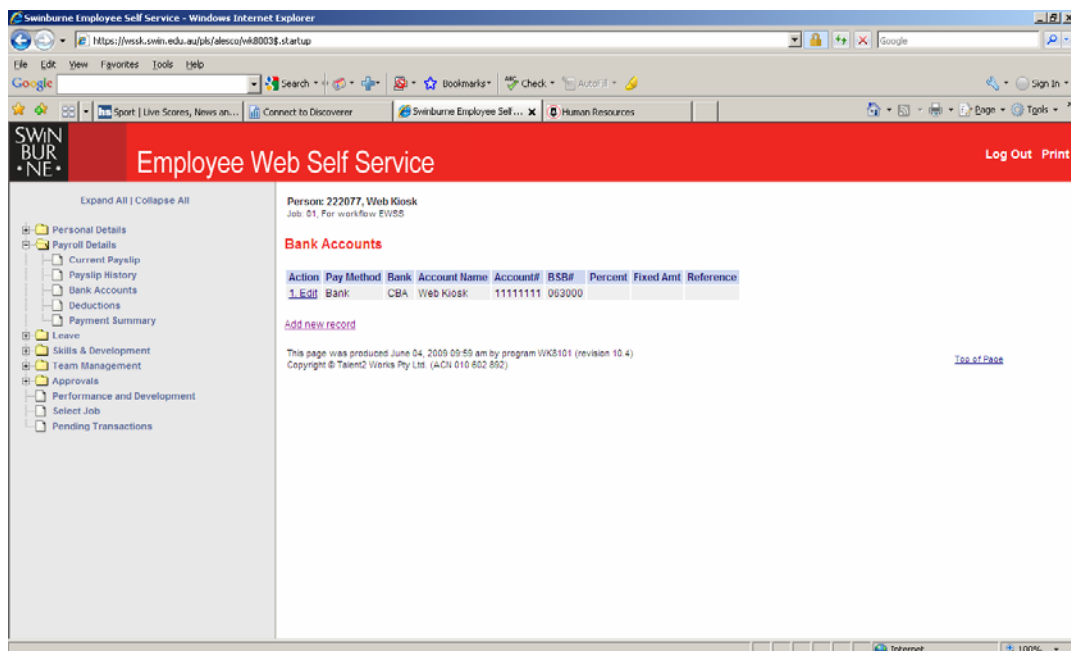 Swinburne Employee Self Service - Windows Internet Explorer
https://wssk.swin.edu.au/pls/alesco/wk8003$.startup
Google
File Edit View Favorites Tools Help
Google Search Bookmarks Check AutoFill Sign In
Sport | Live Scores, News an... Connect to Discoverer Swinburne Employee Self ... Human Resources Page Tools
SWIN
BUR
• NE •
Employee Web Self Service
Log Out Print
Expand All | Collapse All
Personal Details
Payroll Details
Current Payslip
Payslip History
Bank Accounts
Deductions
Payment Summary
Leave
Skills & Development
Team Management
Approvals
Performance and Development
Select Job
Pending Transactions
Person: 222077, Web Kiosk
Job: 01, For workflow EWSS
Bank Accounts
Action Pay Method Bank Account Name Account# BSB# Percent Fixed Amt Reference
1. Edit Bank CBA Web Kiosk 11111111 063000
Add new record
This page was produced June 04, 2009 09:59 am by program WK8101 (revision 10.4)
Copyright © Talent2 Works Pty Ltd. (ACN 010 602 892)
Top of Page
Internet 100%